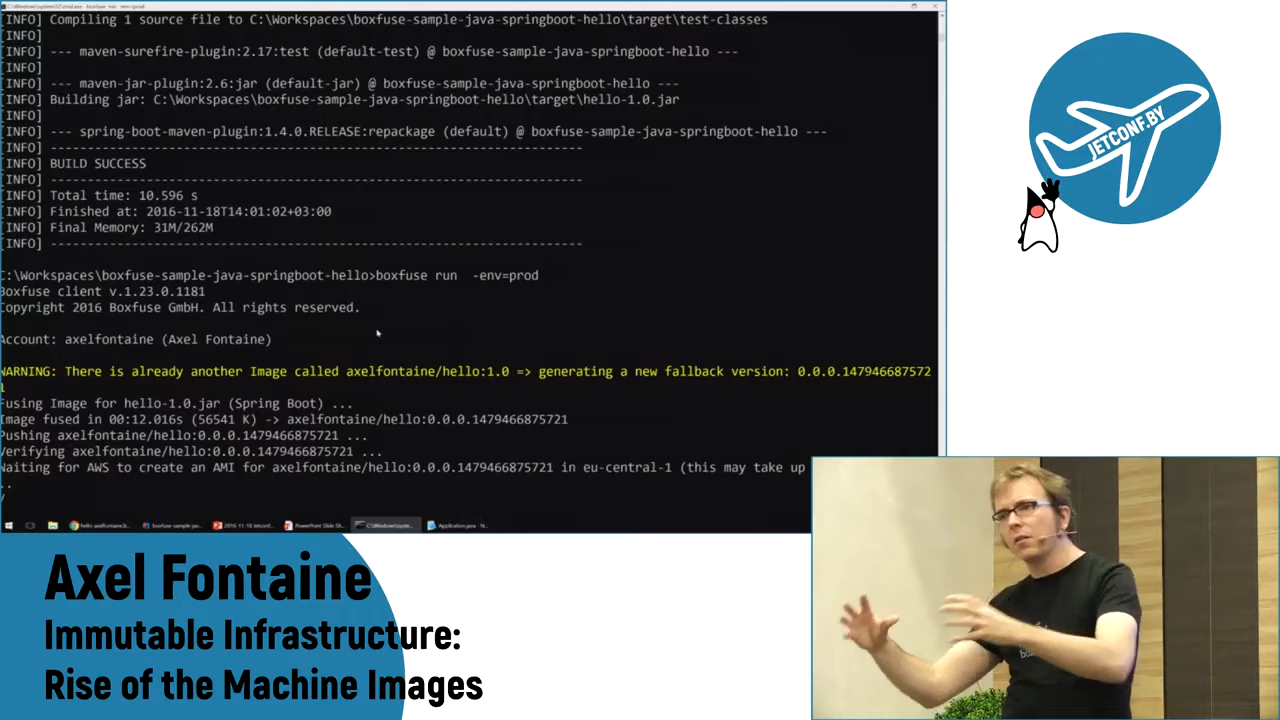 [INFO] Compiling 1 source file to C:\Workspaces\boxfuse-sample-java-springboot-hello\target\test-classes
[INFO]
[INFO] --- maven-surefire-plugin:2.17:test (default-test) @ boxfuse-sample-java-springboot-hello ---
[INFO]
[INFO] --- maven-jar-plugin:2.6:jar (default-jar) @ boxfuse-sample-java-springboot-hello ---
[INFO] Building jar: C:\Workspaces\boxfuse-sample-java-springboot-hello\target\hello-1.0.jar
[INFO]
[INFO] --- spring-boot-maven-plugin:1.4.0.RELEASE:repackage (default) @ boxfuse-sample-java-springboot-hello ---
[INFO] ------------------------------------------------------------------
[INFO] BUILD SUCCESS
[INFO] ------------------------------------------------------------------
[INFO] Total time: 10.596 s
[INFO] Finished at: 2016-11-18T14:01:02+03:00
[INFO] Final Memory: 31M/262M
[INFO] ------------------------------------------------------------------
C:\Workspaces\boxfuse-sample-java-springboot-hello>boxfuse run  -env=prod
Boxfuse client v.1.23.0.1181
Copyright 2016 Boxfuse GmbH. All rights reserved.
Account: axelfontaine (Axel Fontaine)
WARNING: There is already another Image called axelfontaine/hello:1.0 => generating a new fallback version: 0.0.0.147946687572
1
Fusing Image for hello-1.0.jar (Spring Boot) ...
Image fused in 00:12.016s (56541 K) -> axelfontaine/hello:0.0.0.1479466875721
Pushing axelfontaine/hello:0.0.0.1479466875721 ...
Verifying axelfontaine/hello:0.0.0.1479466875721 ...
Waiting for AWS to create an AMI for axelfontaine/hello:0.0.0.1479466875721 in eu-central-1 (this may take up
..
/
JETCONF.BY
Axel Fontaine
Immutable Infrastructure:
Rise of the Machine Images